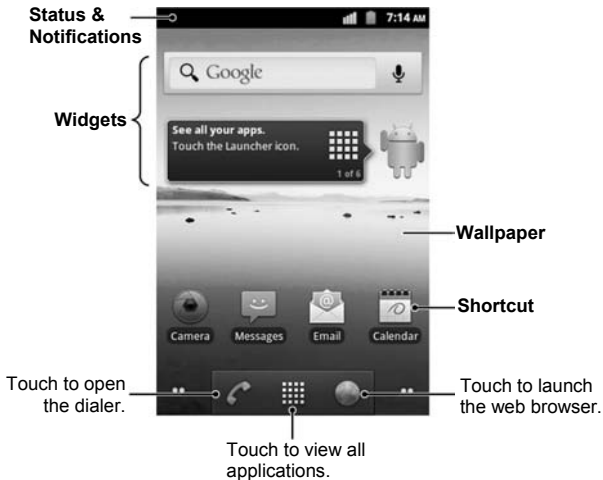 Status &
Notifications
7:14 AM
Google
Widgets
See all your apps.
Touch the Launcher icon.
1 of 6
Wallpaper
Shortcut
Camera
Messages
Email
Calendar
Touch to open
the dialer.
Touch to launch
the web browser.
Touch to view all
applications.